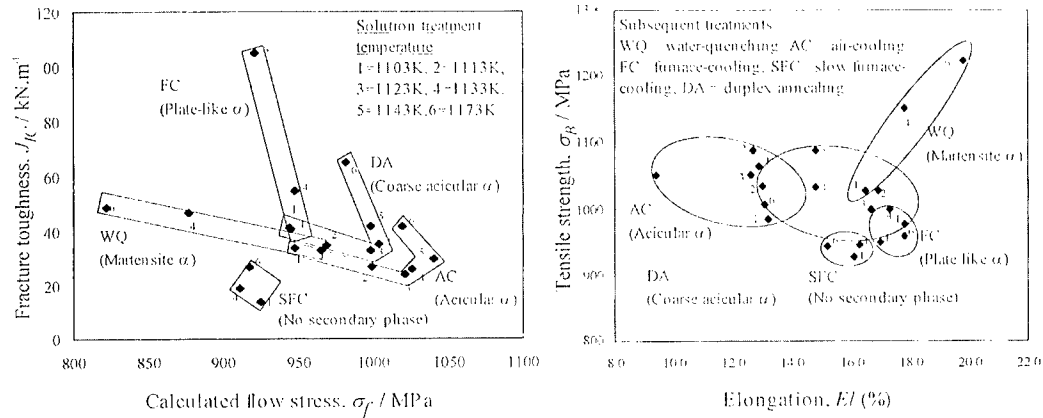 Fracture toughness, J_IC / kN.m⁻¹
00
80
60
40
20
0
800 850 900 950 1000 1050 1100
Calculated flow stress, σ_f / MPa
Solution treatment
temperature
1=1103K, 2=1113K,
3=1123K, 4=1133K,
5=1143K,6=1173K
FC
(Plate-like α)
DA
(Coarse acicular α)
WQ
(Martensite α)
AC
(Acicular α)
SFC
(No secondary phase)
Tensile strength, σ_B / MPa
1300
1200
1100
1000
900
800
8.0 10.0 12.0 14.0 16.0 18.0 20.0 22.0
Elongation, El (%)
Subsequent treatments
WQ water-quenching AC air-cooling
FC furnace-cooling, SFC slow furnace-
cooling, DA = duplex annealing
WQ
(Martensite α)
AC
(Acicular α)
FC
(Plate like α)
DA
(Coarse acicular α)
SFC
(No secondary phase)